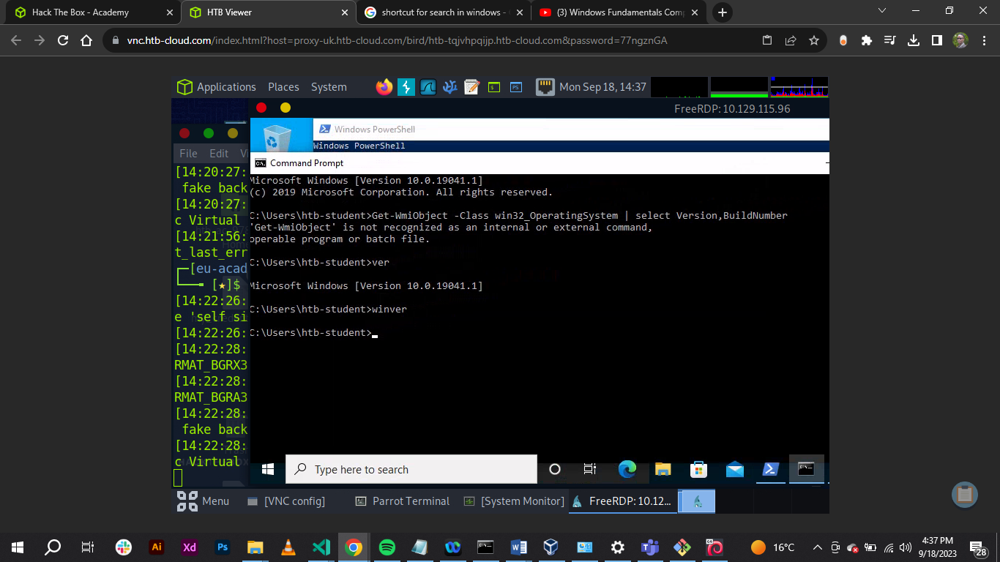 Hack The Box - Academy
HTB Viewer
shortcut for search in windows -
(3) Windows Fundamentals Com
vnc.htb-cloud.com/index.html?host=proxy-uk.htb-cloud.com/bird/htb-tqjvhpqijp.htb-cloud.com&password=77ngznGA
Applications Places System
Mon Sep 18, 14:37
FreeRDP: 10.129.115.96
Windows PowerShell
Windows PowerShell
Command Prompt
File Edit Vi
[14:20:27:
fake back
[14:20:27:
c Virtual
[14:21:56:
t_last_err
[eu-acad
[★]$
[14:22:26:
e 'self si
[14:22:26:
[14:22:28:
RMAT_BGRX3
[14:22:28:
RMAT_BGRA3
[14:22:28:
fake back
[14:22:28:
c Virtual
Microsoft Windows [Version 10.0.19041.1]
(c) 2019 Microsoft Corporation. All rights reserved.
C:\Users\htb-student>Get-WmiObject -Class win32_OperatingSystem | select Version,BuildNumber
'Get-WmiObject' is not recognized as an internal or external command,
operable program or batch file.
C:\Users\htb-student>ver
Microsoft Windows [Version 10.0.19041.1]
C:\Users\htb-student>winver
C:\Users\htb-student>
Type here to search
Menu
[VNC config]
Parrot Terminal
[System Monitor]
FreeRDP: 10.12...
Ai
Xd
Ps
16°C
4:37 PM
9/18/2023
28